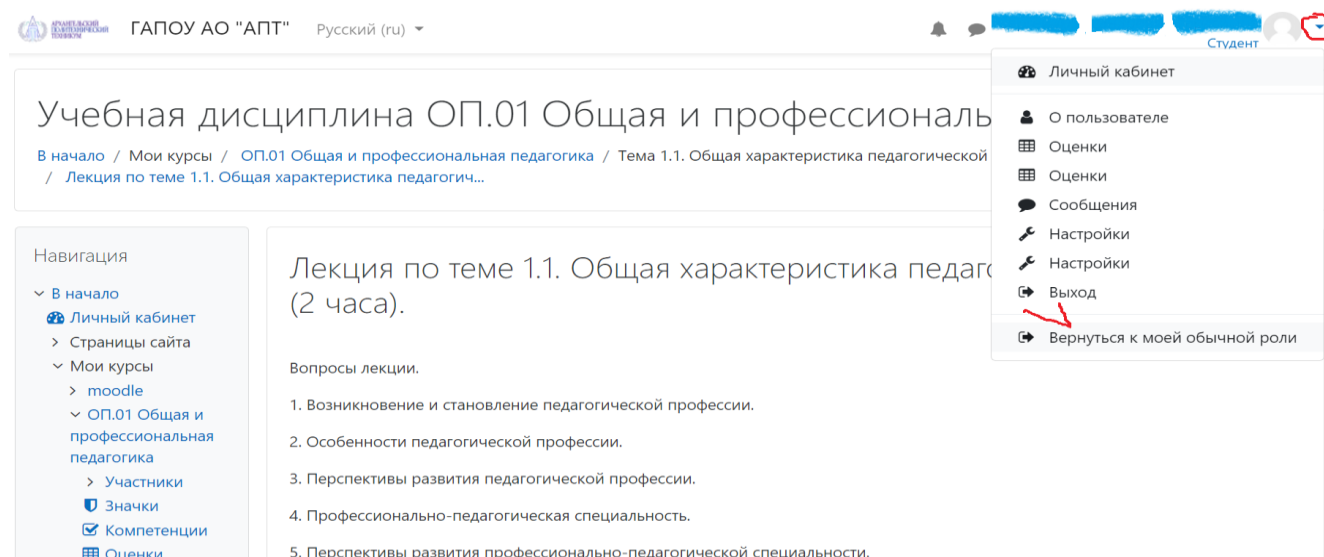 АРХАНГЕЛЬСКИЙ
ПОЛИТЕХНИЧЕСКИЙ
ТЕХНИКУМ
ГАПОУ АО "АПТ"
Русский (ru)
Студент
Личный кабинет
О пользователе
Оценки
Оценки
Сообщения
Настройки
Настройки
Выход
Вернуться к моей обычной роли
Учебная дисциплина ОП.01 Общая и профессиональ
В начало / Мои курсы / ОП.01 Общая и профессиональная педагогика / Тема 1.1. Общая характеристика педагогической
/ Лекция по теме 1.1. Общая характеристика педагогич...
Навигация
В начало
Личный кабинет
Страницы сайта
Мои курсы
moodle
ОП.01 Общая и
профессиональная
педагогика
Участники
Значки
Компетенции
Оценки
Лекция по теме 1.1. Общая характеристика педаг
(2 часа).
Вопросы лекции.
1. Возникновение и становление педагогической профессии.
2. Особенности педагогической профессии.
3. Перспективы развития педагогической профессии.
4. Профессионально-педагогическая специальность.
5. Перспективы развития профессионально-педагогической специальности.